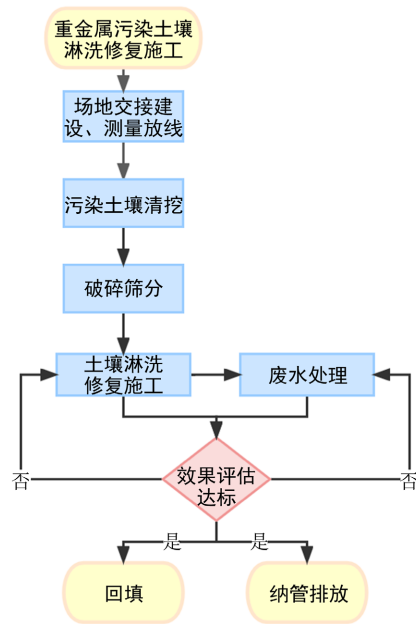 重金属污染土壤
淋洗修复施工
场地交接建
设、测量放线
污染土壤清挖
破碎筛分
土壤淋洗
修复施工
废水处理
效果评估
达标
否
否
是
是
回填
纳管排放